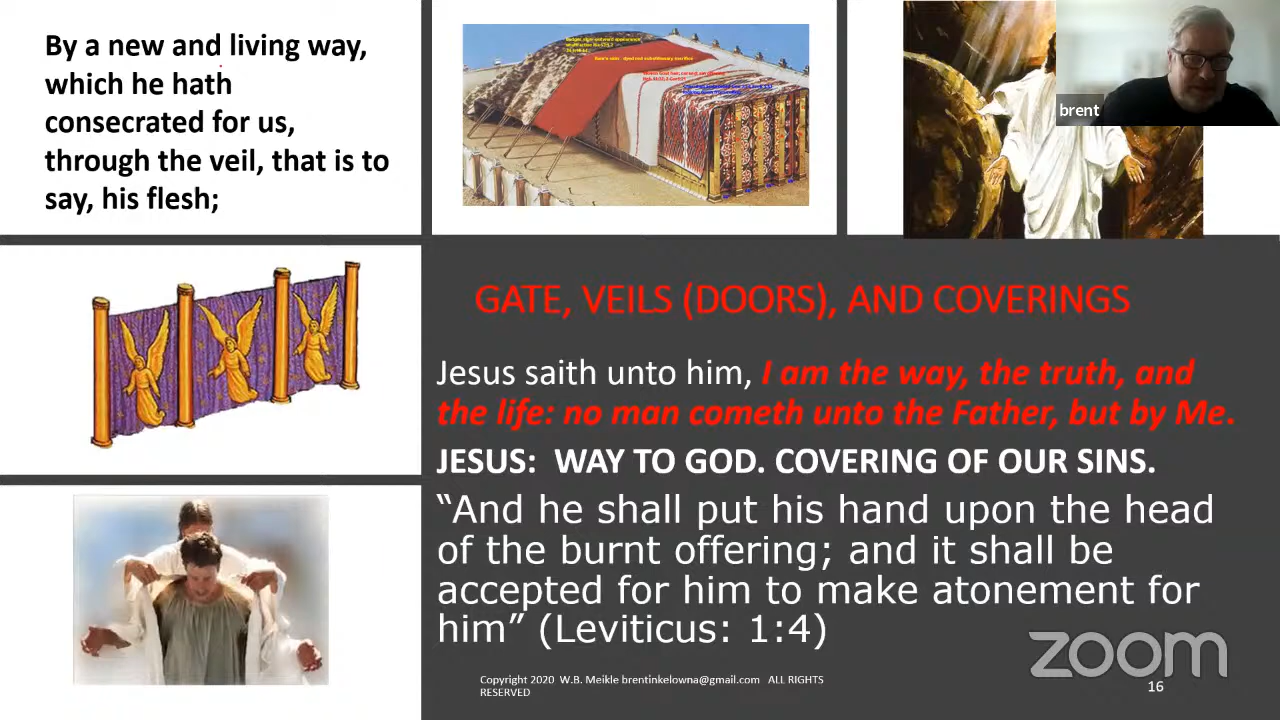 By a new and living way,
which he hath
consecrated for us,
through the veil, that is to
say, his flesh;
brent
GATE, VEILS (DOORS), AND COVERINGS
Jesus saith unto him, I am the way, the truth, and
the life: no man cometh unto the Father, but by Me.
JESUS:  WAY TO GOD. COVERING OF OUR SINS.
“And he shall put his hand upon the head
of the burnt offering; and it shall be
accepted for him to make atonement for
him” (Leviticus: 1:4)
zoom
Copyright 2020  W.B. Meikle brentinkelowna@gmail.com   ALL RIGHTS
RESERVED
16